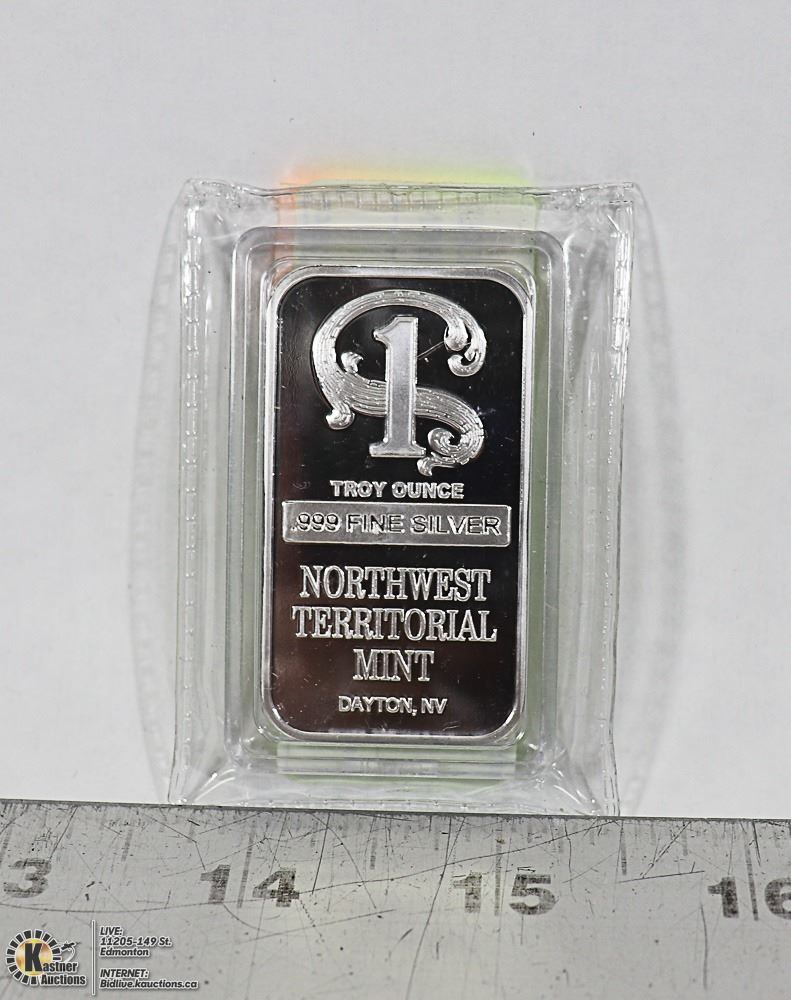 1
TROY OUNCE
.999 FINE SILVER
NORTHWEST
TERRITORIAL
MINT
DAYTON, NV
3 14 15 16
Kastner
Auctions
LIVE:
11205-149 St.
Edmonton
INTERNET:
Bidlive.kauctions.ca